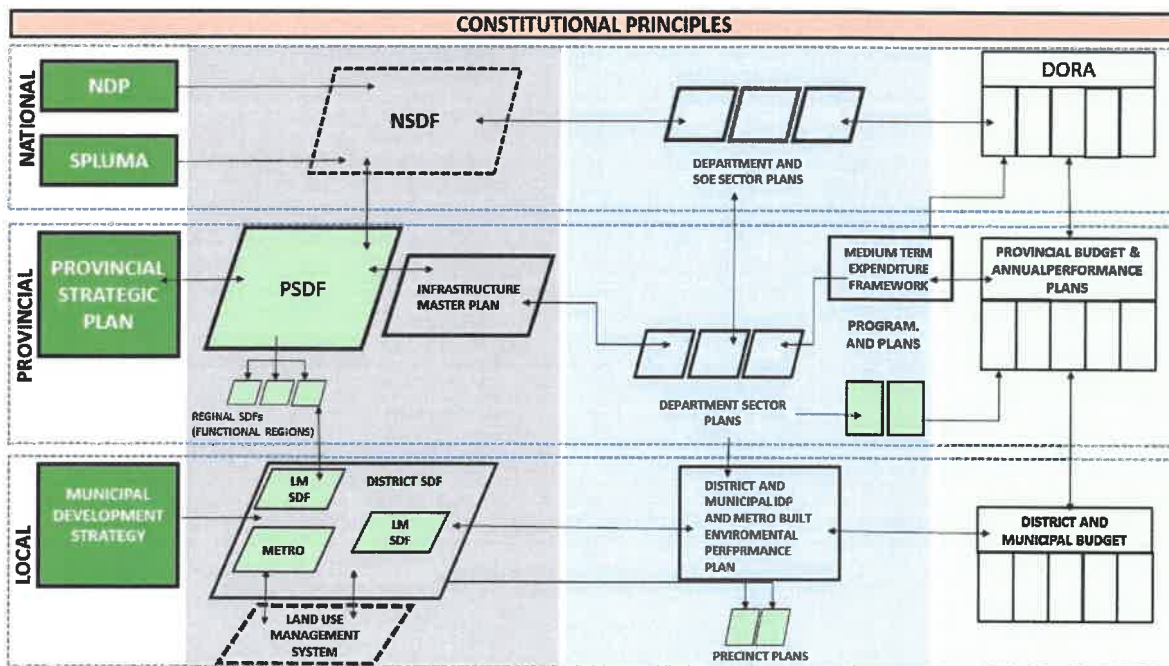 CONSTITUTIONAL PRINCIPLES
NATIONAL
NDP
SPLUMA
NSDF
DEPARTMENT AND
SOE SECTOR PLANS
DORA
PROVINCIAL
PROVINCIAL
STRATEGIC
PLAN
PSDF
INFRASTRUCTURE
MASTER PLAN
REGINAL SDFs
(FUNCTIONAL REGIONS)
DEPARTMENT SECTOR
PLANS
MEDIUM TERM
EXPENDITURE
FRAMEWORK
PROGRAM.
AND PLANS
PROVINCIAL BUDGET &
ANNUALPERFORMANCE
PLANS
LOCAL
MUNICIPAL
DEVELOPMENT
STRATEGY
LM
SDF
DISTRICT SDF
LM
SDF
METRO
LAND USE
MANAGEMENT
SYSTEM
DISTRICT AND
MUNICIPAL IDP
AND METRO BUILT
ENVIROMENTAL
PERFPRMANCE
PLAN
PRECINCT PLANS
DISTRICT AND
MUNICIPAL BUDGET